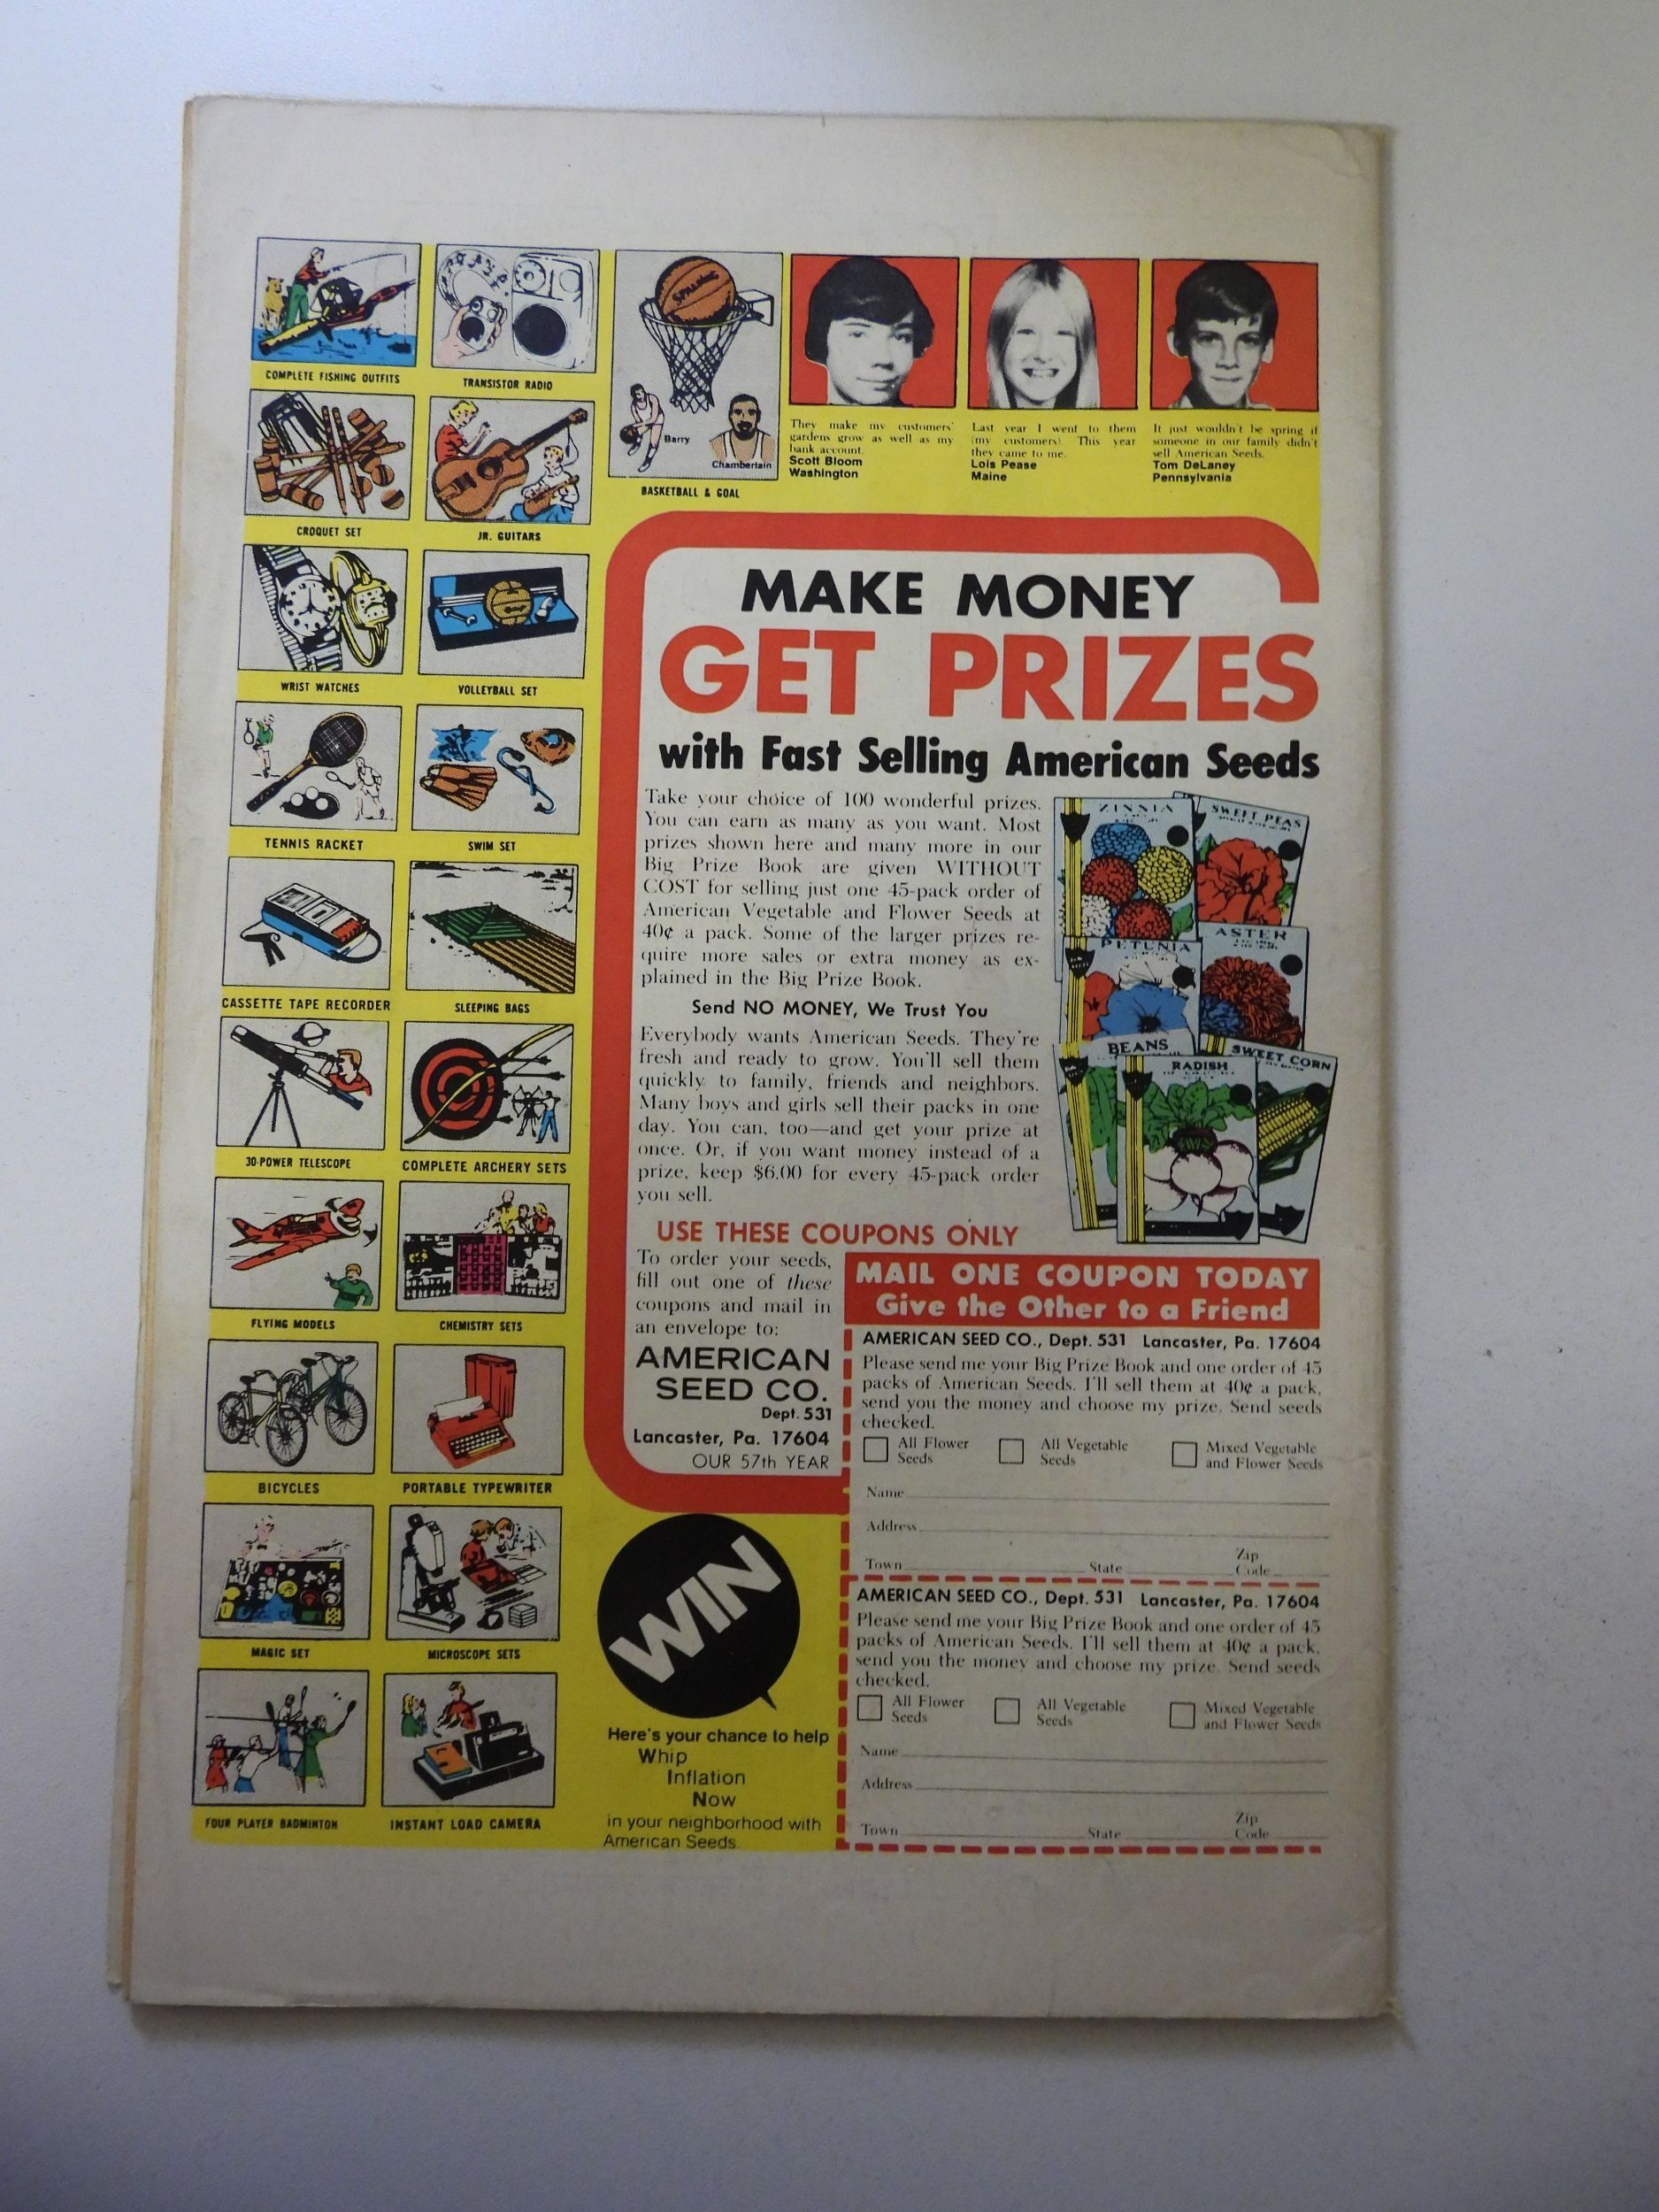 COMPLETE FISHING OUTFITS
TRANSISTOR RADIO
SPALDING
Barry
Chamberlain
BASKETBALL & GOAL
They make my customers'
gardens grow as well as my
bank account.
Scott Bloom
Washington
Last year I went to them
(my customers). This year
they came to me.
Lois Pease
Maine
It just wouldn't be spring if
someone in our family didn't
sell American Seeds.
Tom DeLaney
Pennsylvania
CROQUET SET
JR. GUITARS
WRIST WATCHES
VOLLEYBALL SET
TENNIS RACKET
SWIM SET
CASSETTE TAPE RECORDER
SLEEPING BAGS
30-POWER TELESCOPE
COMPLETE ARCHERY SETS
FLYING MODELS
CHEMISTRY SETS
BICYCLES
PORTABLE TYPEWRITER
MAGIC SET
MICROSCOPE SETS
FOUR PLAYER BADMINTON
INSTANT LOAD CAMERA
MAKE MONEY
GET PRIZES
with Fast Selling American Seeds
Take your choice of 100 wonderful prizes.
You can earn as many as you want. Most
prizes shown here and many more in our
Big Prize Book are given WITHOUT
COST for selling just one 45-pack order of
American Vegetable and Flower Seeds at
40¢ a pack. Some of the larger prizes re-
quire more sales or extra money as ex-
plained in the Big Prize Book.
Send NO MONEY, We Trust You
Everybody wants American Seeds. They're
fresh and ready to grow. You'll sell them
quickly to family, friends and neighbors.
Many boys and girls sell their packs in one
day. You can, too—and get your prize at
once. Or, if you want money instead of a
prize, keep $6.00 for every 45-pack order
you sell.
ZINNIA
SWEET PEAS
PETUNIA
ASTER
BEANS
SWEET CORN
RADISH
USE THESE COUPONS ONLY
To order your seeds,
fill out one of these
coupons and mail in
an envelope to:
AMERICAN
SEED CO.
Dept. 531
Lancaster, Pa. 17604
OUR 57th YEAR
MAIL ONE COUPON TODAY
Give the Other to a Friend
AMERICAN SEED CO., Dept. 531 Lancaster, Pa. 17604
Please send me your Big Prize Book and one order of 45
packs of American Seeds. I'll sell them at 40¢ a pack,
send you the money and choose my prize. Send seeds
checked.
All Flower
Seeds
All Vegetable
Seeds
Mixed Vegetable
and Flower Seeds
Name
Address
Town State Zip
Code
AMERICAN SEED CO., Dept. 531 Lancaster, Pa. 17604
Please send me your Big Prize Book and one order of 45
packs of American Seeds. I'll sell them at 40¢ a pack,
send you the money and choose my prize. Send seeds
checked.
All Flower
Seeds
All Vegetable
Seeds
Mixed Vegetable
and Flower Seeds
Name
Address
Town State Zip
Code
WIN
Here's your chance to help
Whip
Inflation
Now
in your neighborhood with
American Seeds.